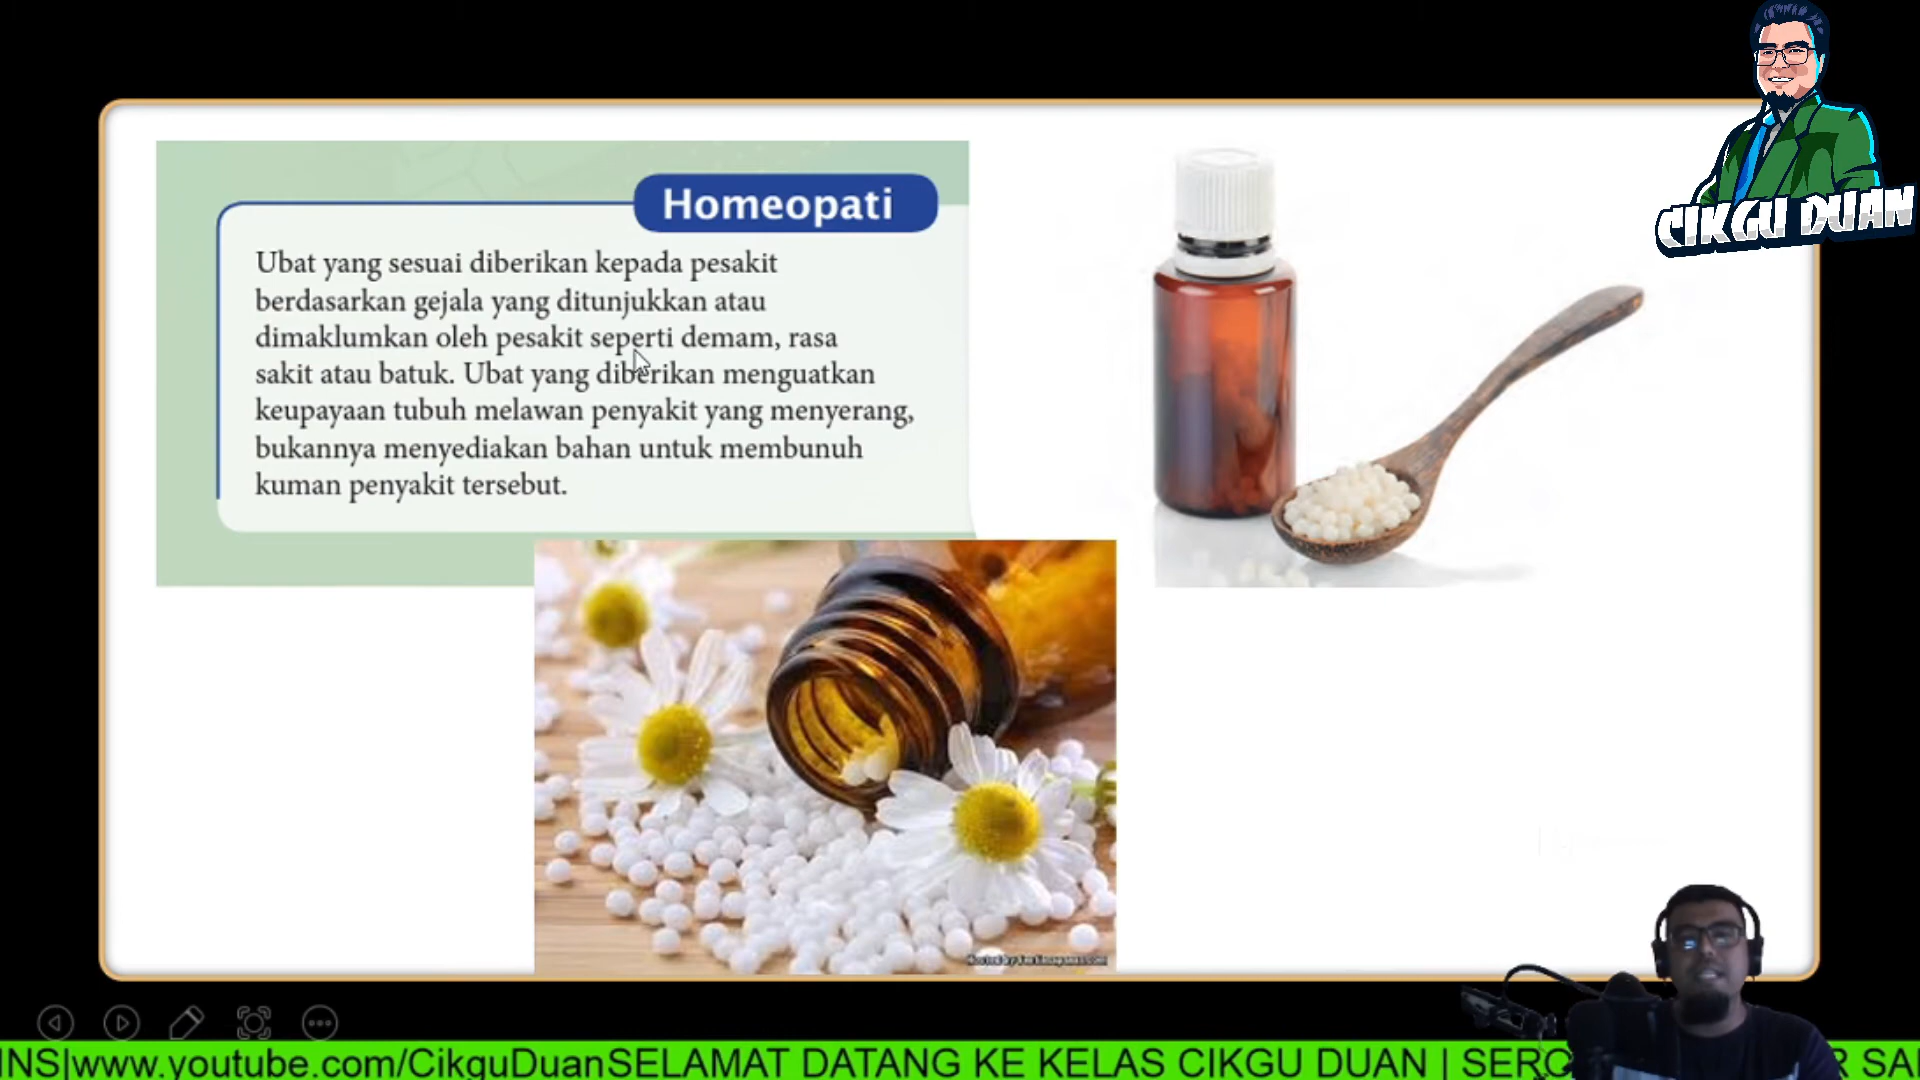 CIKGU DUAN
Homeopati
Ubat yang sesuai diberikan kepada pesakit
berdasarkan gejala yang ditunjukkan atau
dimaklumkan oleh pesakit seperti demam, rasa
sakit atau batuk. Ubat yang diberikan menguatkan
keupayaan tubuh melawan penyakit yang menyerang,
bukannya menyediakan bahan untuk membunuh
kuman penyakit tersebut.
INS|www.youtube.com/CikguDuanSELAMAT DATANG KE KELAS CIKGU DUAN |